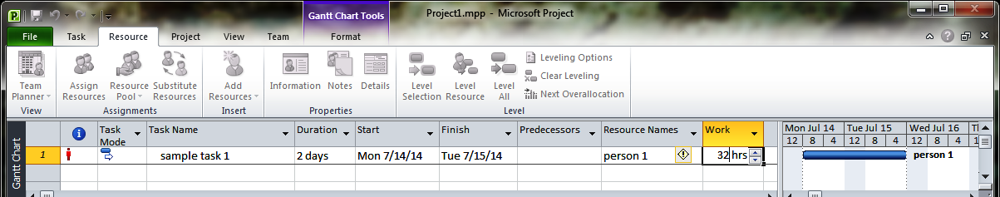 Gantt Chart Tools
Project1.mpp - Microsoft Project
File Task Resource Project View Team Format
Team Planner
Assign Resources
Resource Pool
Substitute Resources
Add Resources
Information
Notes
Details
Level Selection
Level Resource
Level All
Leveling Options
Clear Leveling
Next Overallocation
View
Assignments
Insert
Properties
Level
Task Mode
Task Name
Duration
Start
Finish
Predecessors
Resource Names
Work
Mon Jul 14
Tue Jul 15
Wed Jul 16
12 8 4 12 8 4 12 8 4 1
1 sample task 1 2 days Mon 7/14/14 Tue 7/15/14 person 1 32 hrs
person 1
Gantt Chart